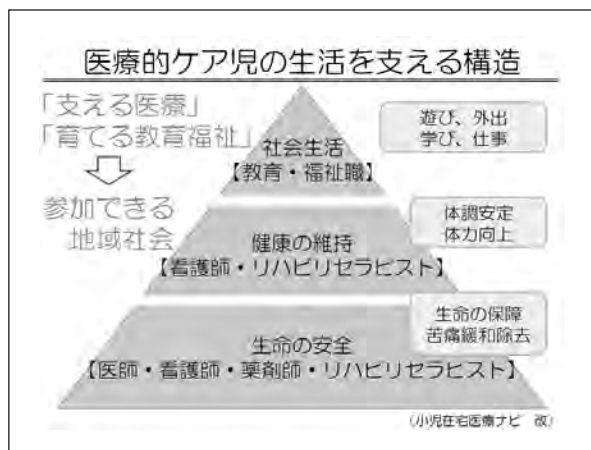 医療的ケア児の生活を支える構造
「支える医療」
「育てる教育福祉」
参加できる
地域社会
社会生活
【教育・福祉職】
遊び、外出
学び、仕事
健康の維持
【看護師・リハビリセラピスト】
体調安定
体力向上
生命の安全
【医師・看護師・薬剤師・リハビリセラピスト】
生命の保障
苦痛緩和除去
(小児在宅医療ナビ　改)